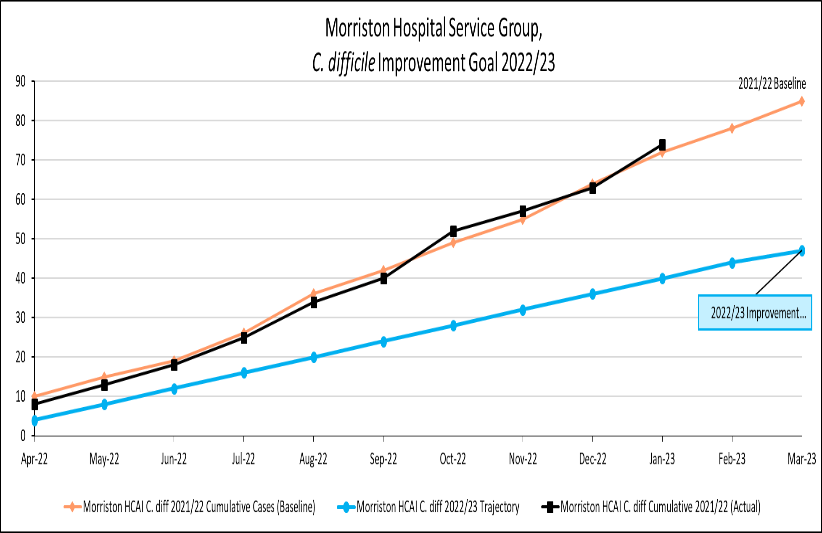 Morriston Hospital Service Group,
C. difficile Improvement Goal 2022/23
2021/22 Baseline
90
80
70
60
50
40
30
20
10
0
2022/23 Improvement...
Apr-22 May-22 Jun-22 Jul-22 Aug-22 Sep-22 Oct-22 Nov-22 Dec-22 Jan-23 Feb-23 Mar-23
Morriston HCAI C. diff 2021/22 Cumulative Cases (Baseline) Morriston HCAI C. diff 2022/23 Trajectory Morriston HCAI C. diff Cumulative 2021/22 (Actual)